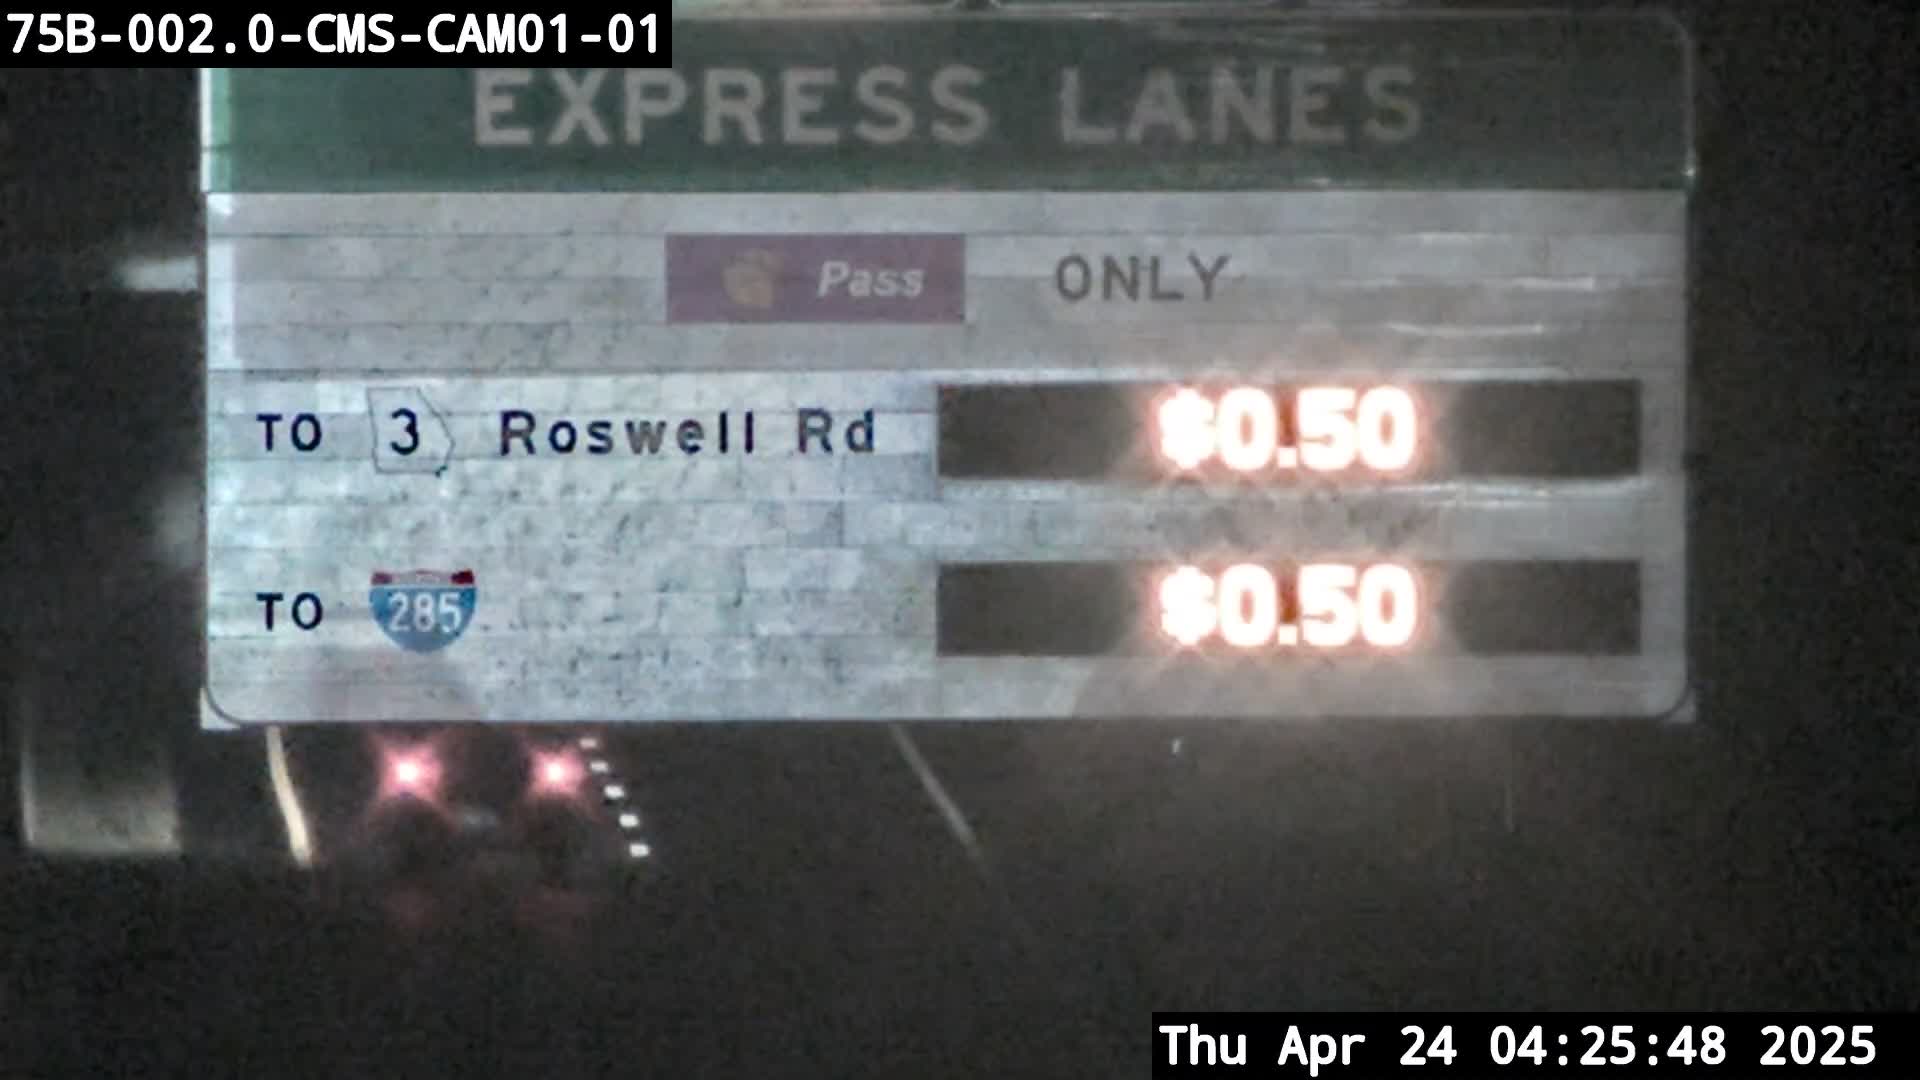 75B-002.0-CMS-CAM01-01
EXPRESS LANES
Pass ONLY
TO 3 Roswell Rd $0.50
TO 285 $0.50
Thu Apr 24 04:25:48 2025